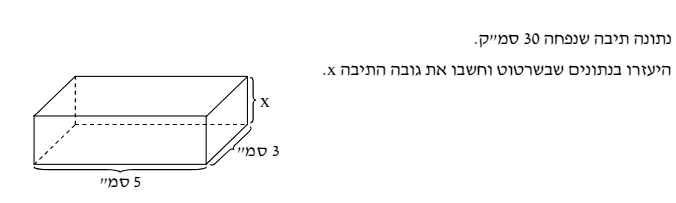 נתונה תיבה שנפחה 30 סמ״ק.
היעזרו בנתונים שבשרטוט וחשבו את גובה התיבה x.
x
3 סמ״
5 סמ״